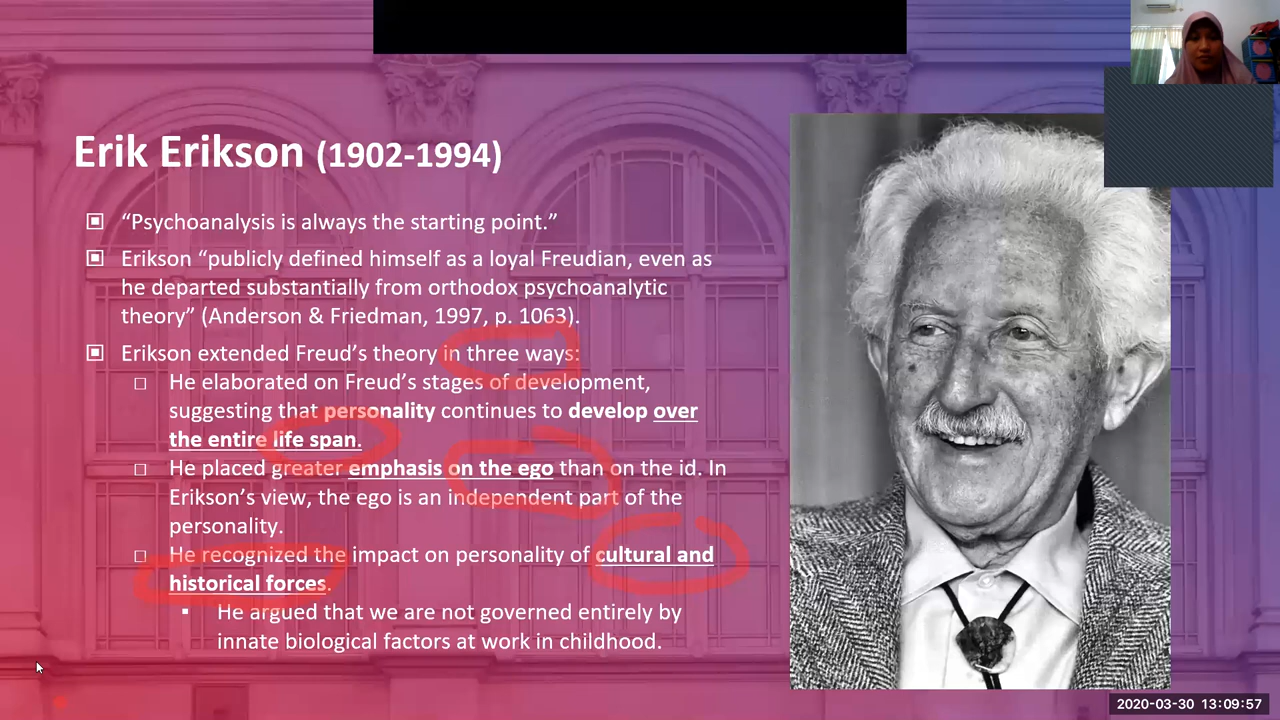 Erik Erikson (1902-1994)
“Psychoanalysis is always the starting point.”
Erikson “publicly defined himself as a loyal Freudian, even as
he departed substantially from orthodox psychoanalytic
theory” (Anderson & Friedman, 1997, p. 1063).
Erikson extended Freud’s theory in three ways:
He elaborated on Freud’s stages of development,
suggesting that personality continues to develop over
the entire life span.
He placed greater emphasis on the ego than on the id. In
Erikson’s view, the ego is an independent part of the
personality.
He recognized the impact on personality of cultural and
historical forces.
He argued that we are not governed entirely by
innate biological factors at work in childhood.
2020-03-30 13:09:57